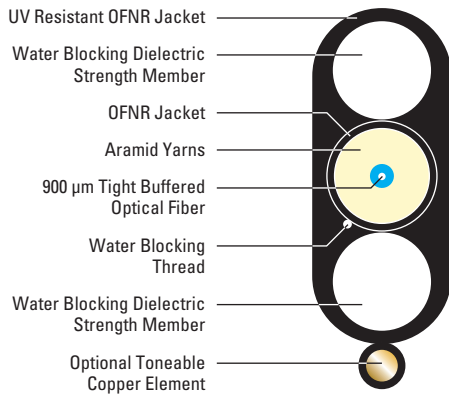 UV Resistant OFNR Jacket
Water Blocking Dielectric
Strength Member
OFNR Jacket
Aramid Yarns
900 µm Tight Buffered
Optical Fiber
Water Blocking
Thread
Water Blocking Dielectric
Strength Member
Optional Toneable
Copper Element